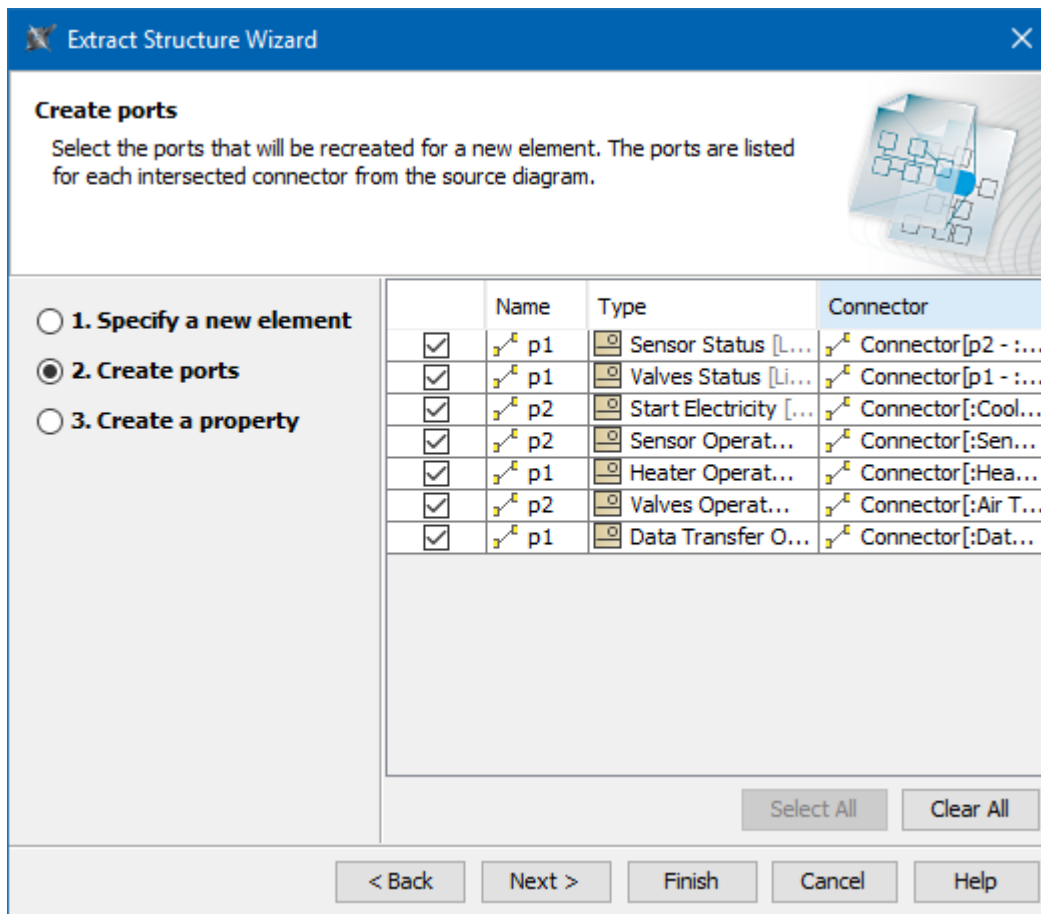 Extract Structure Wizard
Create ports
Select the ports that will be recreated for a new element. The ports are listed
for each intersected connector from the source diagram.
1. Specify a new element
2. Create ports
3. Create a property
Name Type Connector
p1 Sensor Status [L... Connector[p2 - :...
p1 Valves Status [Li... Connector[p1 - :...
p2 Start Electricity [... Connector[:Cool...
p2 Sensor Operat... Connector[:Sen...
p1 Heater Operat... Connector[:Hea...
p2 Valves Operat... Connector[:Air T...
p1 Data Transfer O... Connector[:Dat...
Select All Clear All
< Back Next > Finish Cancel Help